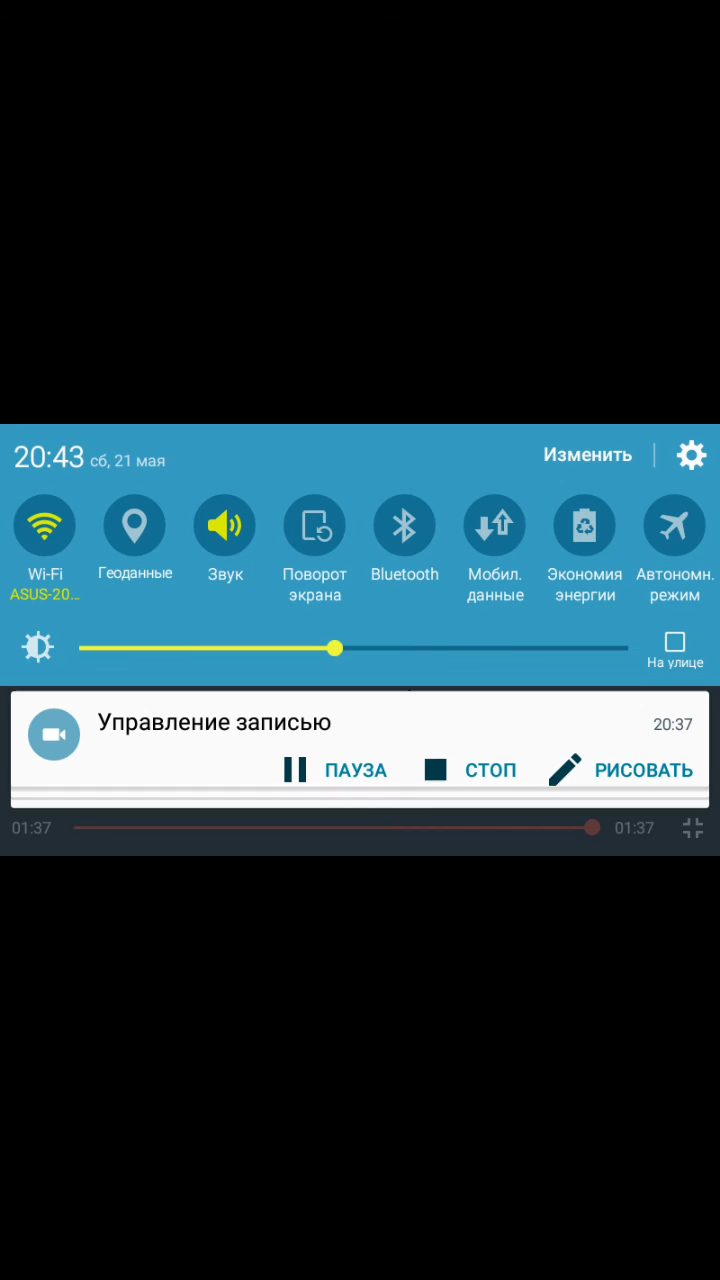 20:43 сб, 21 мая Изменить
Wi-Fi Геоданные Звук Поворот экрана Bluetooth Мобил. данные Экономия энергии Автономн. режим
ASUS-20...
На улице
Управление записью 20:37
ПАУЗА СТОП РИСОВАТЬ
01:37 01:37